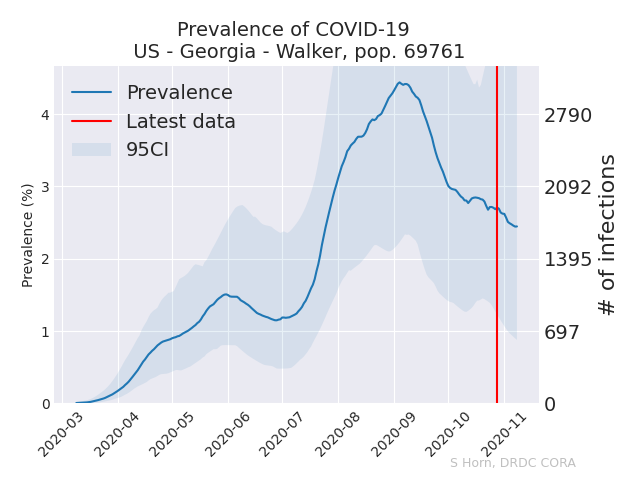 Prevalence of COVID-19
US - Georgia - Walker, pop. 69761
Prevalence
Latest data
95CI
Prevalence (%)
4
3
2
1
0
2790
2092
1395
697
0
# of infections
2020-03
2020-04
2020-05
2020-06
2020-07
2020-08
2020-09
2020-10
2020-11
S Horn, DRDC CORA